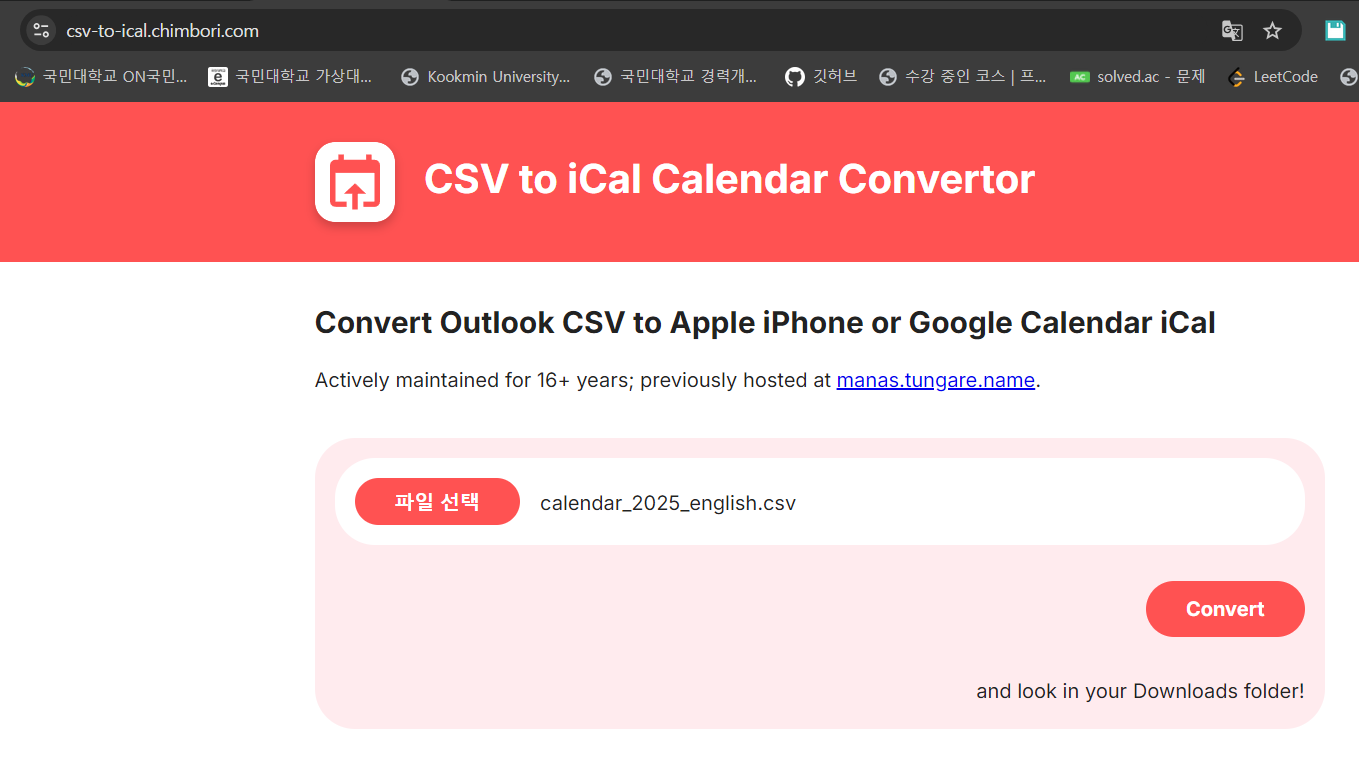 csv-to-ical.chimbori.com
국민대학교 ON국민... 국민대학교 가상대... Kookmin University... 국민대학교 경력개... 깃허브 수강 중인 코스 | 프... AC solved.ac - 문제 LeetCode
CSV to iCal Calendar Convertor
Convert Outlook CSV to Apple iPhone or Google Calendar iCal
Actively maintained for 16+ years; previously hosted at manas.tungare.name.
파일 선택 calendar_2025_english.csv
Convert
and look in your Downloads folder!